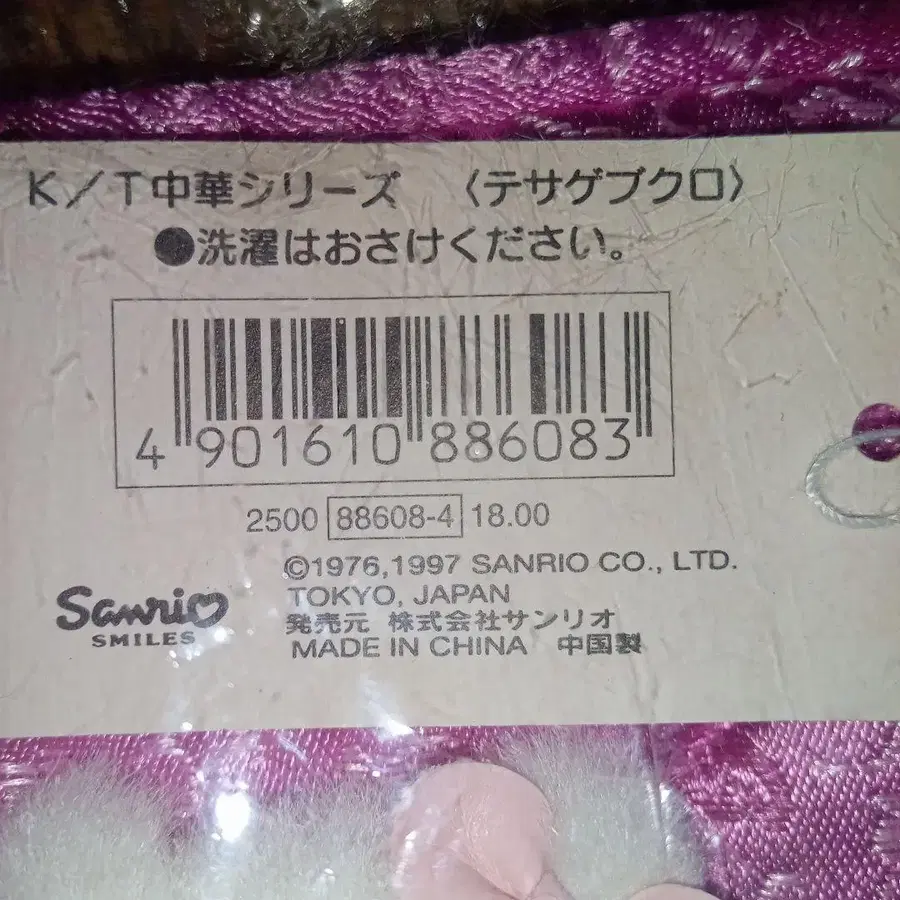 K／T中華シリーズ 〈テサゲブクロ〉
●洗濯はおさけください。
4 901610 886083
2500 88608-4 18.00
©1976,1997 SANRIO CO., LTD.
TOKYO, JAPAN
発売元 株式会社サンリオ
MADE IN CHINA 中国製
Sanrio
SMILES